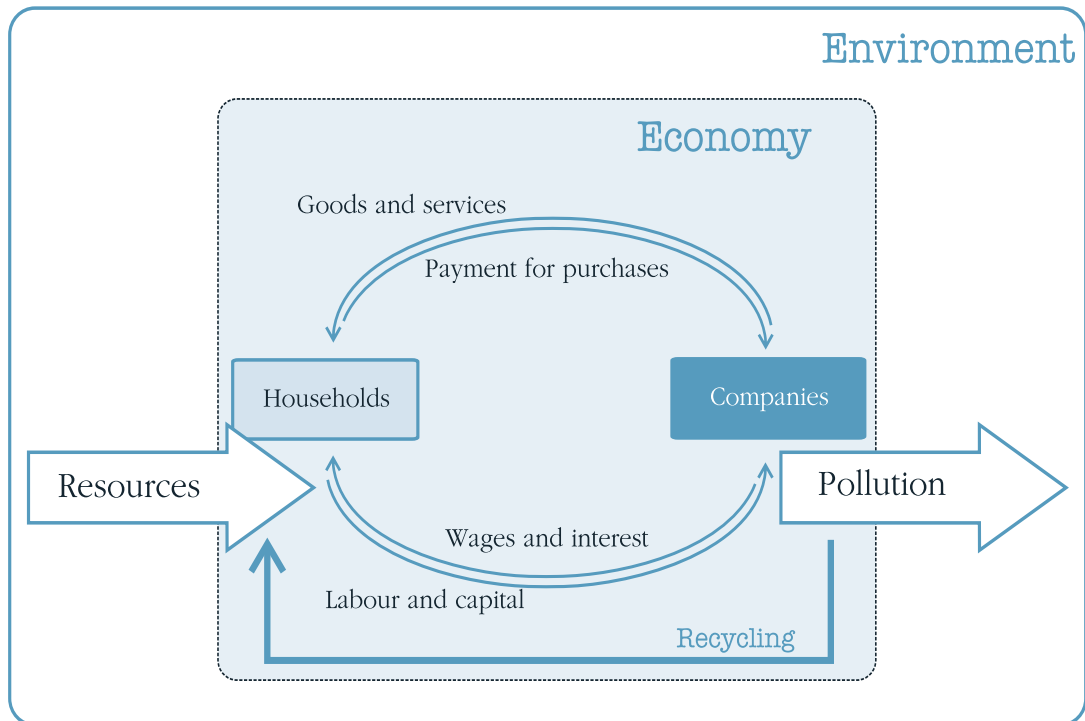 Environment
Economy
Goods and services
Payment for purchases
Households
Companies
Resources
Pollution
Wages and interest
Labour and capital
Recycling